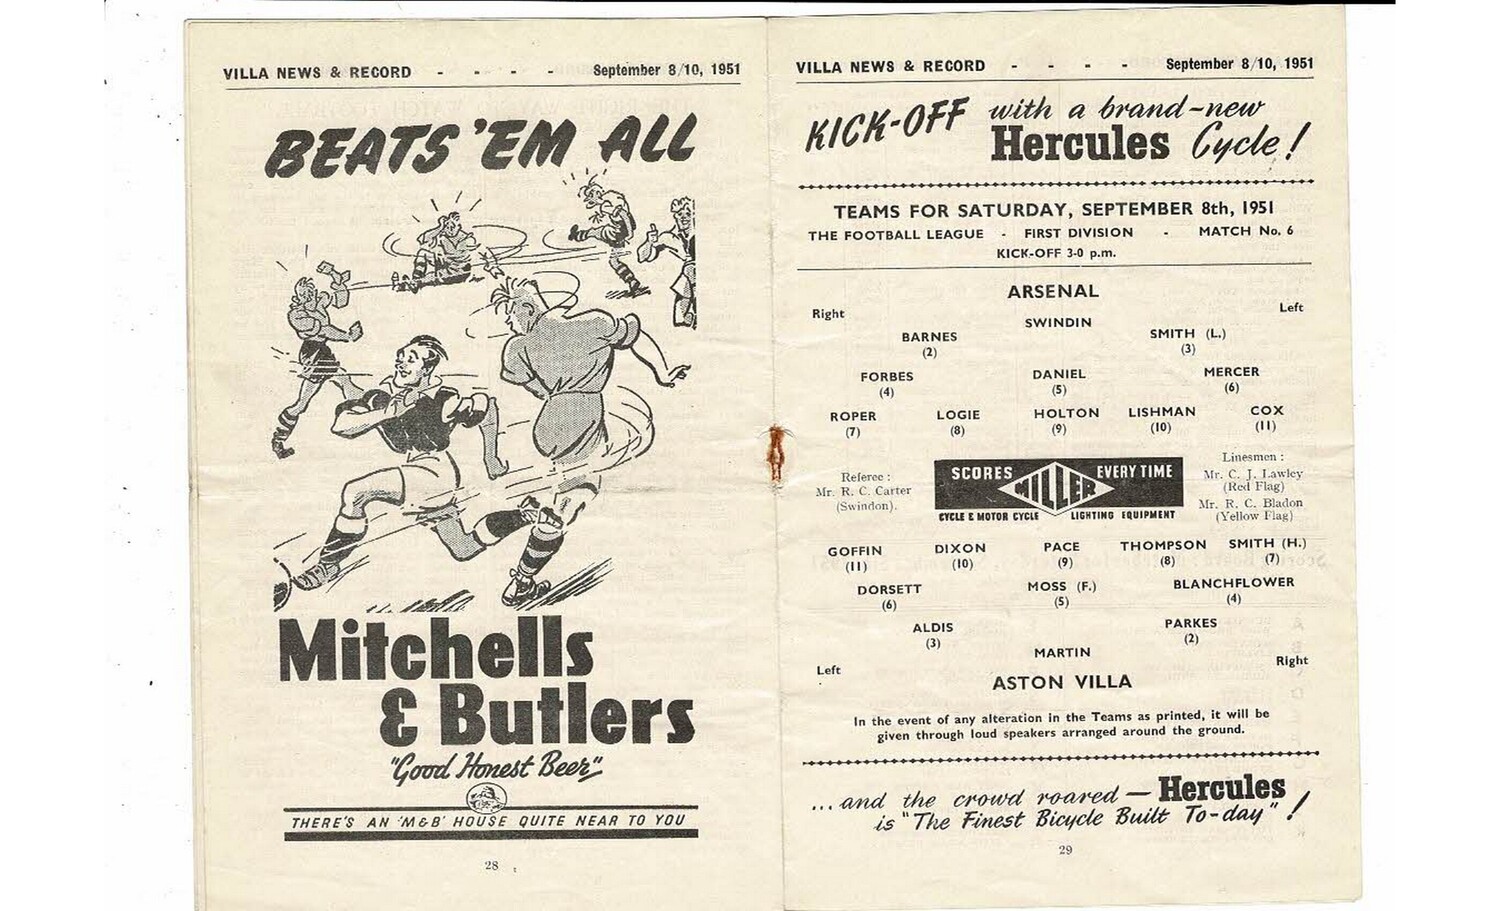 VILLA NEWS & RECORD - - - - September 8/10, 1951
BEATS 'EM ALL
Mitchells
& Butlers
"Good Honest Beer"
THERE'S AN 'M&B' HOUSE QUITE NEAR TO YOU
28
VILLA NEWS & RECORD - - - - September 8/10, 1951
KICK-OFF with a brand-new
Hercules Cycle!
TEAMS FOR SATURDAY, SEPTEMBER 8th, 1951
THE FOOTBALL LEAGUE - FIRST DIVISION - MATCH No. 6
KICK-OFF 3-0 p.m.
ARSENAL
Right Left
SWINDIN
BARNES SMITH (L.)
(2) (3)
FORBES DANIEL MERCER
(4) (5) (6)
ROPER LOGIE HOLTON LISHMAN COX
(7) (8) (9) (10) (11)
Referee :
Mr. R. C. Carter
(Swindon).
SCORES MILLER EVERY TIME
CYCLE & MOTOR CYCLE LIGHTING EQUIPMENT
Linesmen :
Mr. C. J. Lawley
(Red Flag)
Mr. R. C. Bladon
(Yellow Flag)
GOFFIN DIXON PACE THOMPSON SMITH (H.)
(11) (10) (9) (8) (7)
DORSETT MOSS (F.) BLANCHFLOWER
(6) (5) (4)
ALDIS PARKES
(3) (2)
MARTIN
Left Right
ASTON VILLA
In the event of any alteration in the Teams as printed, it will be
given through loud speakers arranged around the ground.
...and the crowd roared — Hercules
is "The Finest Bicycle Built To-day" !
29